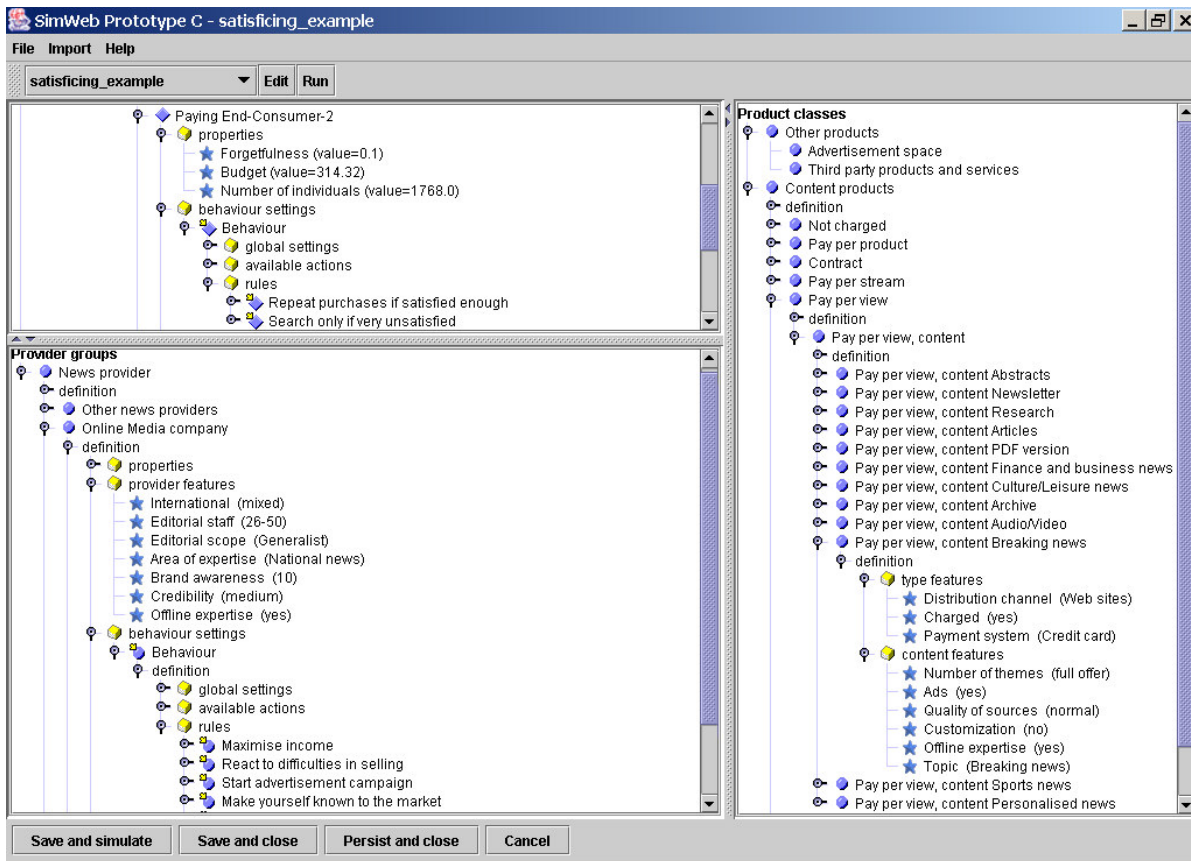 SimWeb Prototype C - satisficing_example
File Import Help
satisficing_example Edit Run
Paying End-Consumer-2
properties
Forgetfulness (value=0.1)
Budget (value=314.32)
Number of individuals (value=1768.0)
behaviour settings
Behaviour
global settings
available actions
rules
Repeat purchases if satisfied enough
Search only if very unsatisfied
Provider groups
News provider
definition
Other news providers
Online Media company
definition
properties
provider features
International (mixed)
Editorial staff (26-50)
Editorial scope (Generalist)
Area of expertise (National news)
Brand awareness (10)
Credibility (medium)
Offline expertise (yes)
behaviour settings
Behaviour
definition
global settings
available actions
rules
Maximise income
React to difficulties in selling
Start advertisement campaign
Make yourself known to the market
Product classes
Other products
Advertisement space
Third party products and services
Content products
definition
Not charged
Pay per product
Contract
Pay per stream
Pay per view
definition
Pay per view, content
definition
Pay per view, content Abstracts
Pay per view, content Newsletter
Pay per view, content Research
Pay per view, content Articles
Pay per view, content PDF version
Pay per view, content Finance and business news
Pay per view, content Culture/Leisure news
Pay per view, content Archive
Pay per view, content Audio/Video
Pay per view, content Breaking news
definition
type features
Distribution channel (Web sites)
Charged (yes)
Payment system (Credit card)
content features
Number of themes (full offer)
Ads (yes)
Quality of sources (normal)
Customization (no)
Offline expertise (yes)
Topic (Breaking news)
Pay per view, content Sports news
Pay per view, content Personalised news
Save and simulate Save and close Persist and close Cancel